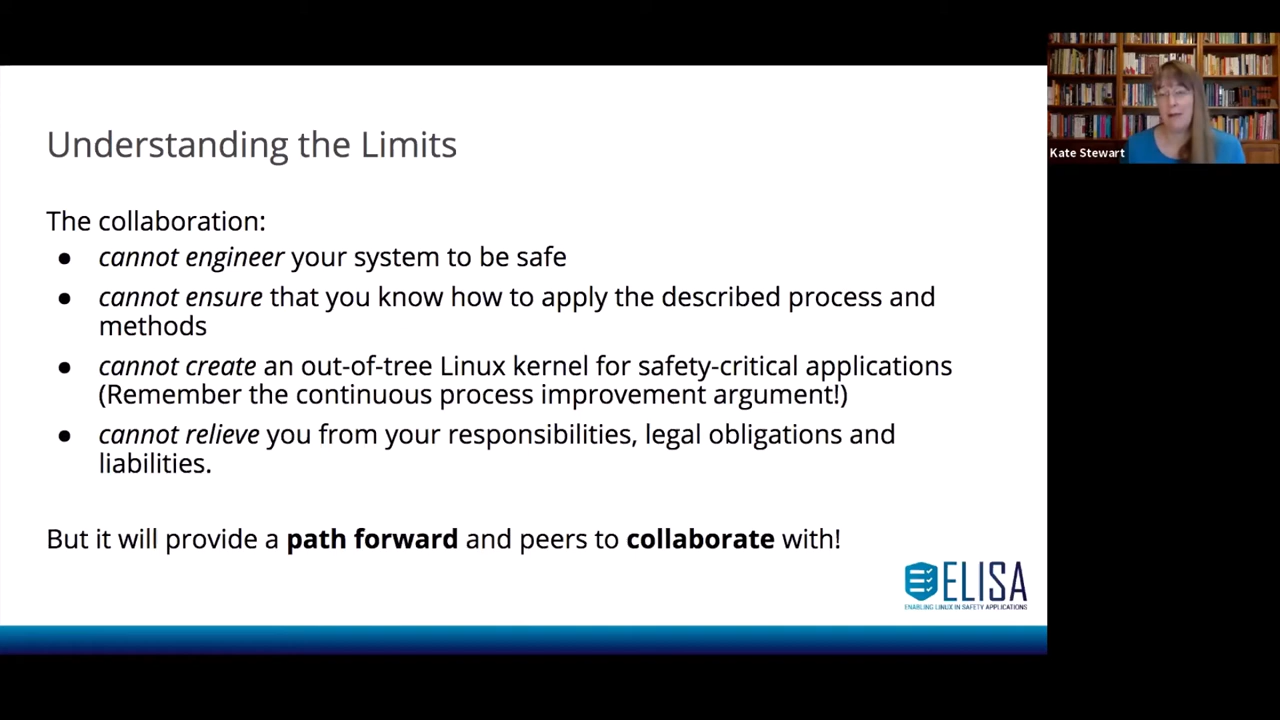 Understanding the Limits
The collaboration:
● cannot engineer your system to be safe
● cannot ensure that you know how to apply the described process and
methods
● cannot create an out-of-tree Linux kernel for safety-critical applications
(Remember the continuous process improvement argument!)
● cannot relieve you from your responsibilities, legal obligations and
liabilities.
But it will provide a path forward and peers to collaborate with!
ELISA
ENABLING LINUX IN SAFETY APPLICATIONS
Kate Stewart